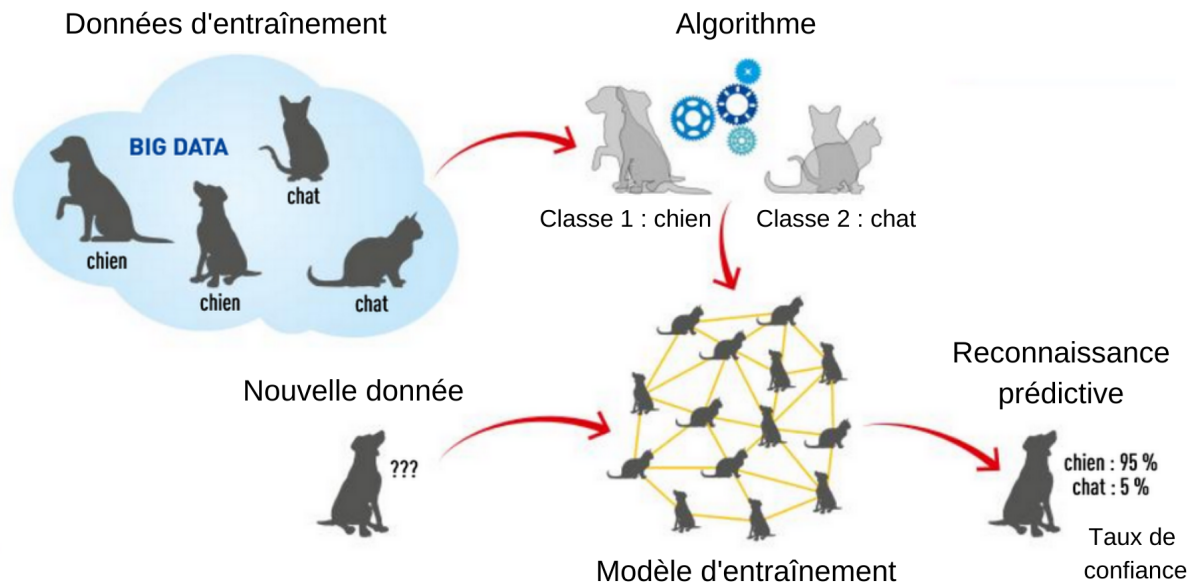 Données d'entraînement
BIG DATA
chat
chien
chien
chat
Algorithme
Classe 1 : chien
Classe 2 : chat
Nouvelle donnée
???
Modèle d'entraînement
Reconnaissance
prédictive
chien : 95 %
chat : 5 %
Taux de
confiance